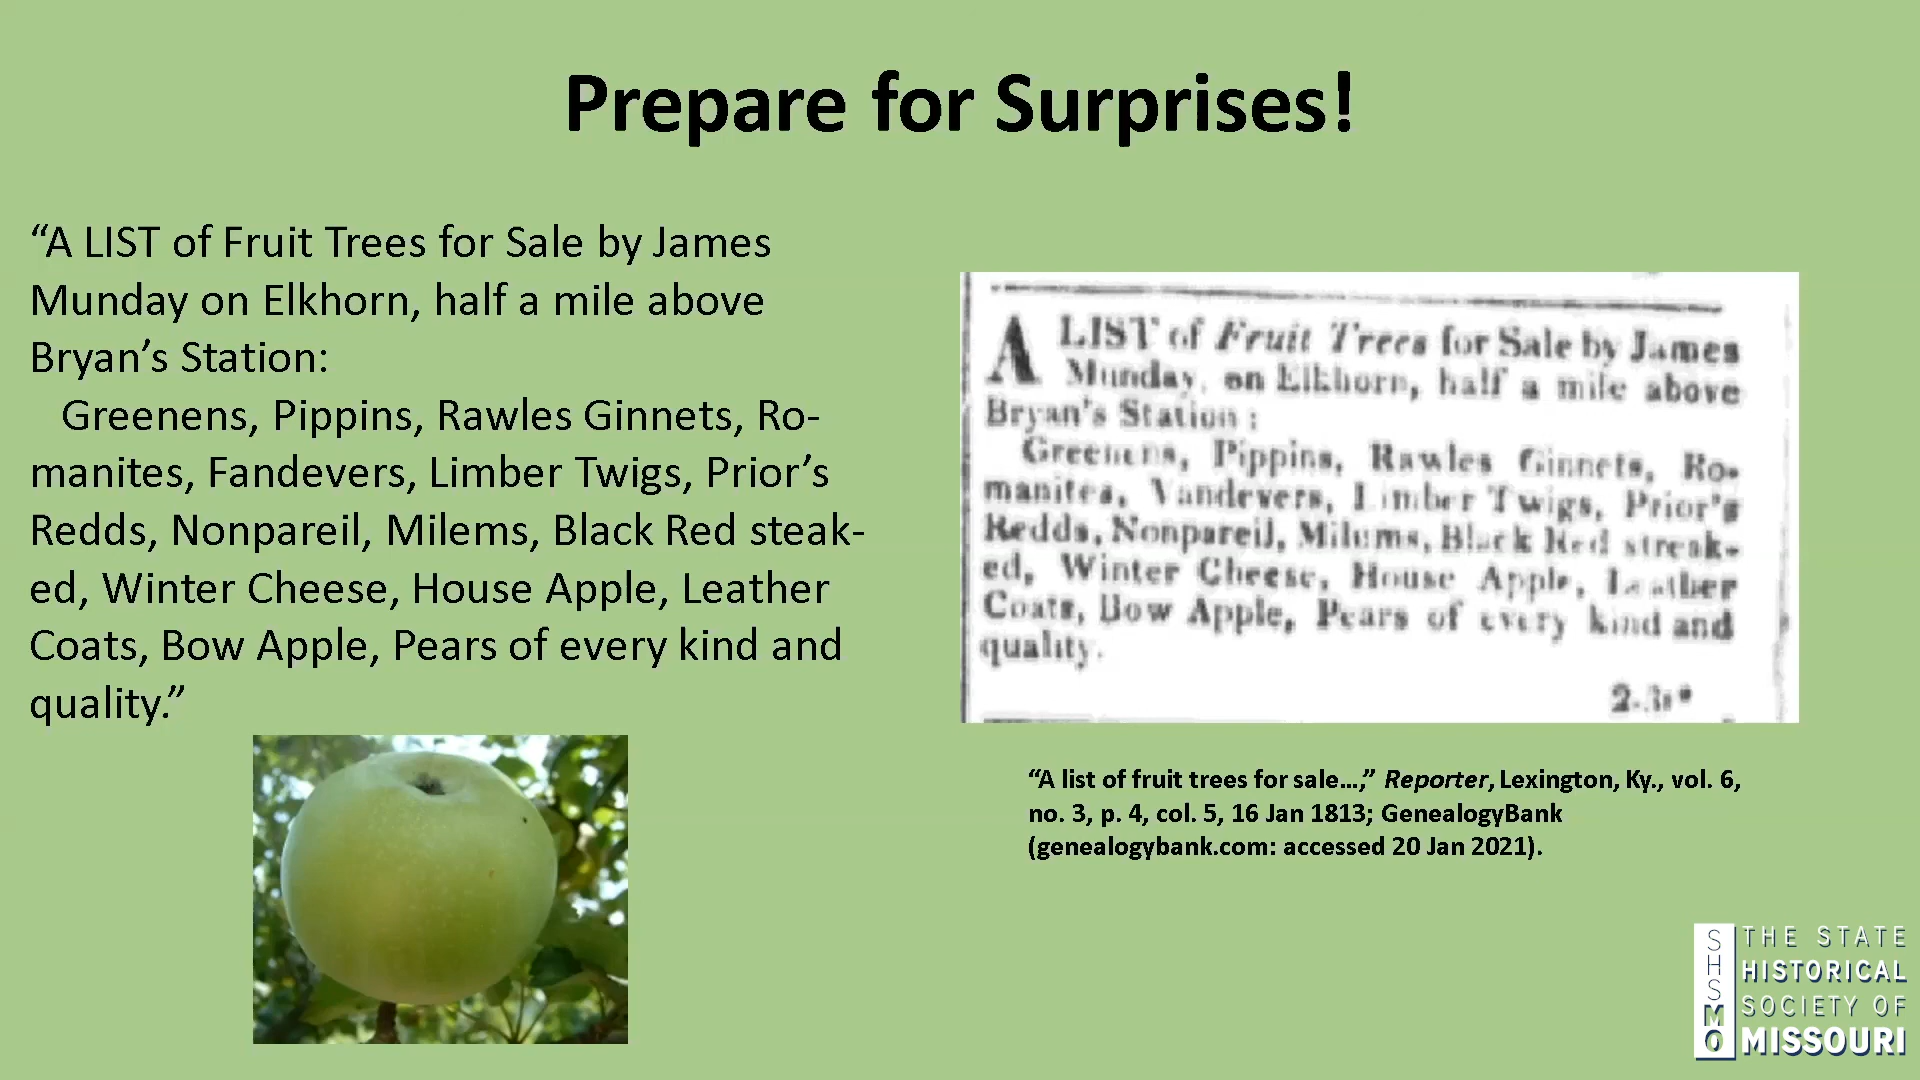 Prepare for Surprises!
“A LIST of Fruit Trees for Sale by James
Munday on Elkhorn, half a mile above
Bryan’s Station:
Greenens, Pippins, Rawles Ginnets, Ro-
manites, Fandevers, Limber Twigs, Prior’s
Redds, Nonpareil, Milems, Black Red steak-
ed, Winter Cheese, House Apple, Leather
Coats, Bow Apple, Pears of every kind and
quality.”
A LIST of Fruit Trees for Sale by James
Munday, on Elkhorn, half a mile above
Bryan's Station :
Greenens, Pippins, Rawles Ginnets, Ro-
manites, Vandevers, Limber Twigs, Prior's
Redds, Nonpareil, Milums, Black Red streak-
ed, Winter Cheese, House Apple, Leather
Coats, Bow Apple, Pears of every kind and
quality.
“A list of fruit trees for sale…,” Reporter, Lexington, Ky., vol. 6,
no. 3, p. 4, col. 5, 16 Jan 1813; GenealogyBank
(genealogybank.com: accessed 20 Jan 2021).
SHSMO
THE STATE
HISTORICAL
SOCIETY OF
MISSOURI